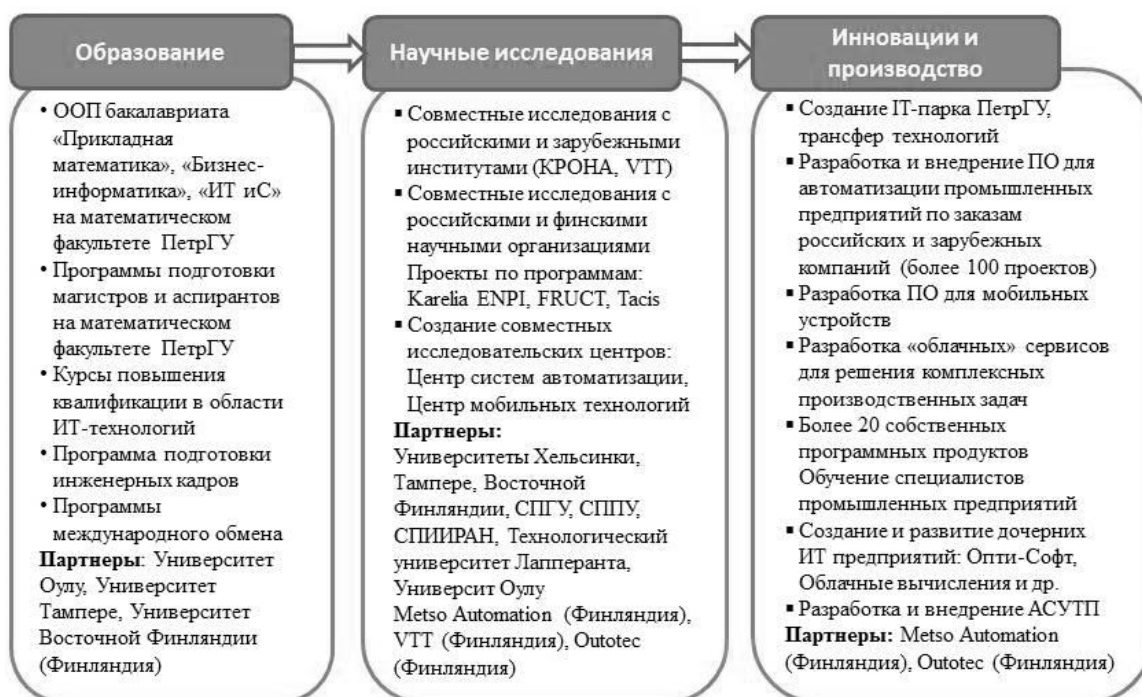 Образование
• ООП бакалавриата
«Прикладная
математика», «Бизнес-
информатика», «ИТ иС»
на математическом
факультете ПетрГУ
• Программы подготовки
магистров и аспирантов
на математическом
факультете ПетрГУ
• Курсы повышения
квалификации в области
ИТ-технологий
• Программа подготовки
инженерных кадров
• Программы
международного обмена
Партнеры: Университет
Оулу, Университет
Тампере, Университет
Восточной Финляндии
(Финляндия)
Научные исследования
▪ Совместные исследования с
российскими и зарубежными
институтами (КРОНА, VTT)
▪ Совместные исследования с
российскими и финскими
научными организациями
Проекты по программам:
Karelia ENPI, FRUCT, Tacis
▪ Создание совместных
исследовательских центров:
Центр систем автоматизации,
Центр мобильных технологий
Партнеры:
Университеты Хельсинки,
Тампере, Восточной
Финляндии, СПГУ, СППУ,
СПИИРАН, Технологический
университет Лапперанта,
Университ Оулу
Metso Automation (Финляндия),
VTT (Финляндия), Outotec
(Финляндия)
Инновации и
производство
▪ Создание IT-парка ПетрГУ,
трансфер технологий
▪ Разработка и внедрение ПО для
автоматизации промышленных
предприятий по заказам
российских и зарубежных
компаний (более 100 проектов)
▪ Разработка ПО для мобильных
устройств
▪ Разработка «облачных» сервисов
для решения комплексных
производственных задач
▪ Более 20 собственных
программных продуктов
Обучение специалистов
промышленных предприятий
▪ Создание и развитие дочерних
ИТ предприятий: Опти-Софт,
Облачные вычисления и др.
▪ Разработка и внедрение АСУТП
Партнеры: Metso Automation
(Финляндия), Outotec (Финляндия)